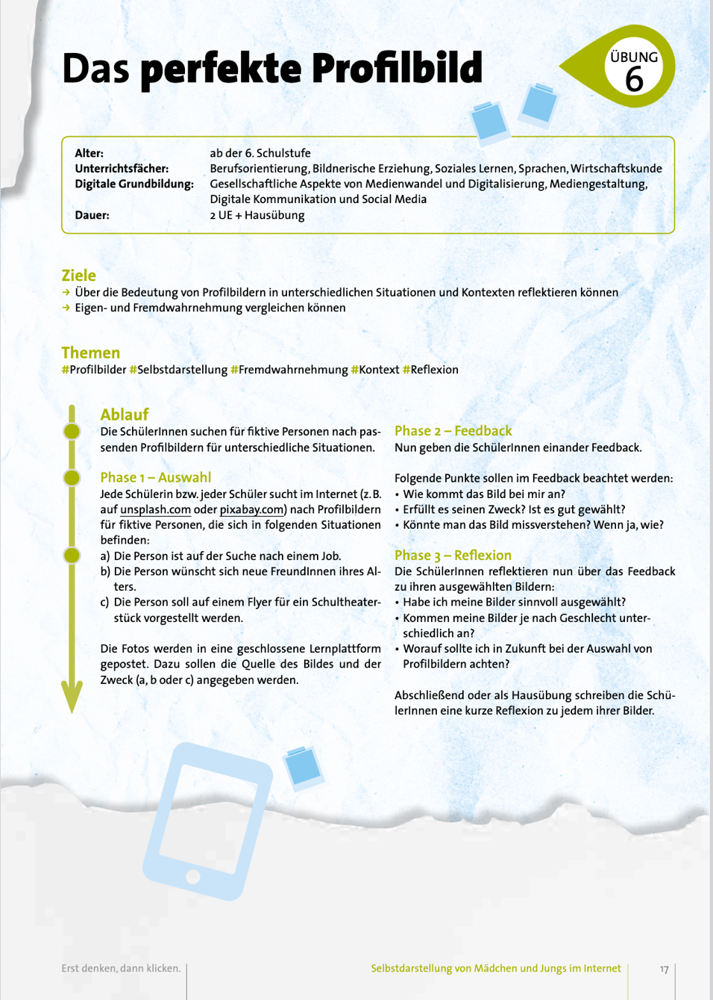 Das perfekte Profilbild
ÜBUNG
6
Alter: ab der 6. Schulstufe
Unterrichtsfächer: Berufsorientierung, Bildnerische Erziehung, Soziales Lernen, Sprachen, Wirtschaftskunde
Digitale Grundbildung: Gesellschaftliche Aspekte von Medienwandel und Digitalisierung, Mediengestaltung,
Digitale Kommunikation und Social Media
Dauer: 2 UE + Hausübung
Ziele
→ Über die Bedeutung von Profilbildern in unterschiedlichen Situationen und Kontexten reflektieren können
→ Eigen- und Fremdwahrnehmung vergleichen können
Themen
#Profilbilder #Selbstdarstellung #Fremdwahrnehmung #Kontext #Reflexion
Ablauf
Die SchülerInnen suchen für fiktive Personen nach pas-
senden Profilbildern für unterschiedliche Situationen.
Phase 1 – Auswahl
Jede Schülerin bzw. jeder Schüler sucht im Internet (z. B.
auf unsplash.com oder pixabay.com) nach Profilbildern
für fiktive Personen, die sich in folgenden Situationen
befinden:
a) Die Person ist auf der Suche nach einem Job.
b) Die Person wünscht sich neue FreundInnen ihres Al-
ters.
c) Die Person soll auf einem Flyer für ein Schultheater-
stück vorgestellt werden.
Die Fotos werden in eine geschlossene Lernplattform
gepostet. Dazu sollen die Quelle des Bildes und der
Zweck (a, b oder c) angegeben werden.
Phase 2 – Feedback
Nun geben die SchülerInnen einander Feedback.
Folgende Punkte sollen im Feedback beachtet werden:
• Wie kommt das Bild bei mir an?
• Erfüllt es seinen Zweck? Ist es gut gewählt?
• Könnte man das Bild missverstehen? Wenn ja, wie?
Phase 3 – Reflexion
Die SchülerInnen reflektieren nun über das Feedback
zu ihren ausgewählten Bildern:
• Habe ich meine Bilder sinnvoll ausgewählt?
• Kommen meine Bilder je nach Geschlecht unter-
schiedlich an?
• Worauf sollte ich in Zukunft bei der Auswahl von
Profilbildern achten?
Abschließend oder als Hausübung schreiben die Schü-
lerInnen eine kurze Reflexion zu jedem ihrer Bilder.
Erst denken, dann klicken.
Selbstdarstellung von Mädchen und Jungs im Internet
17